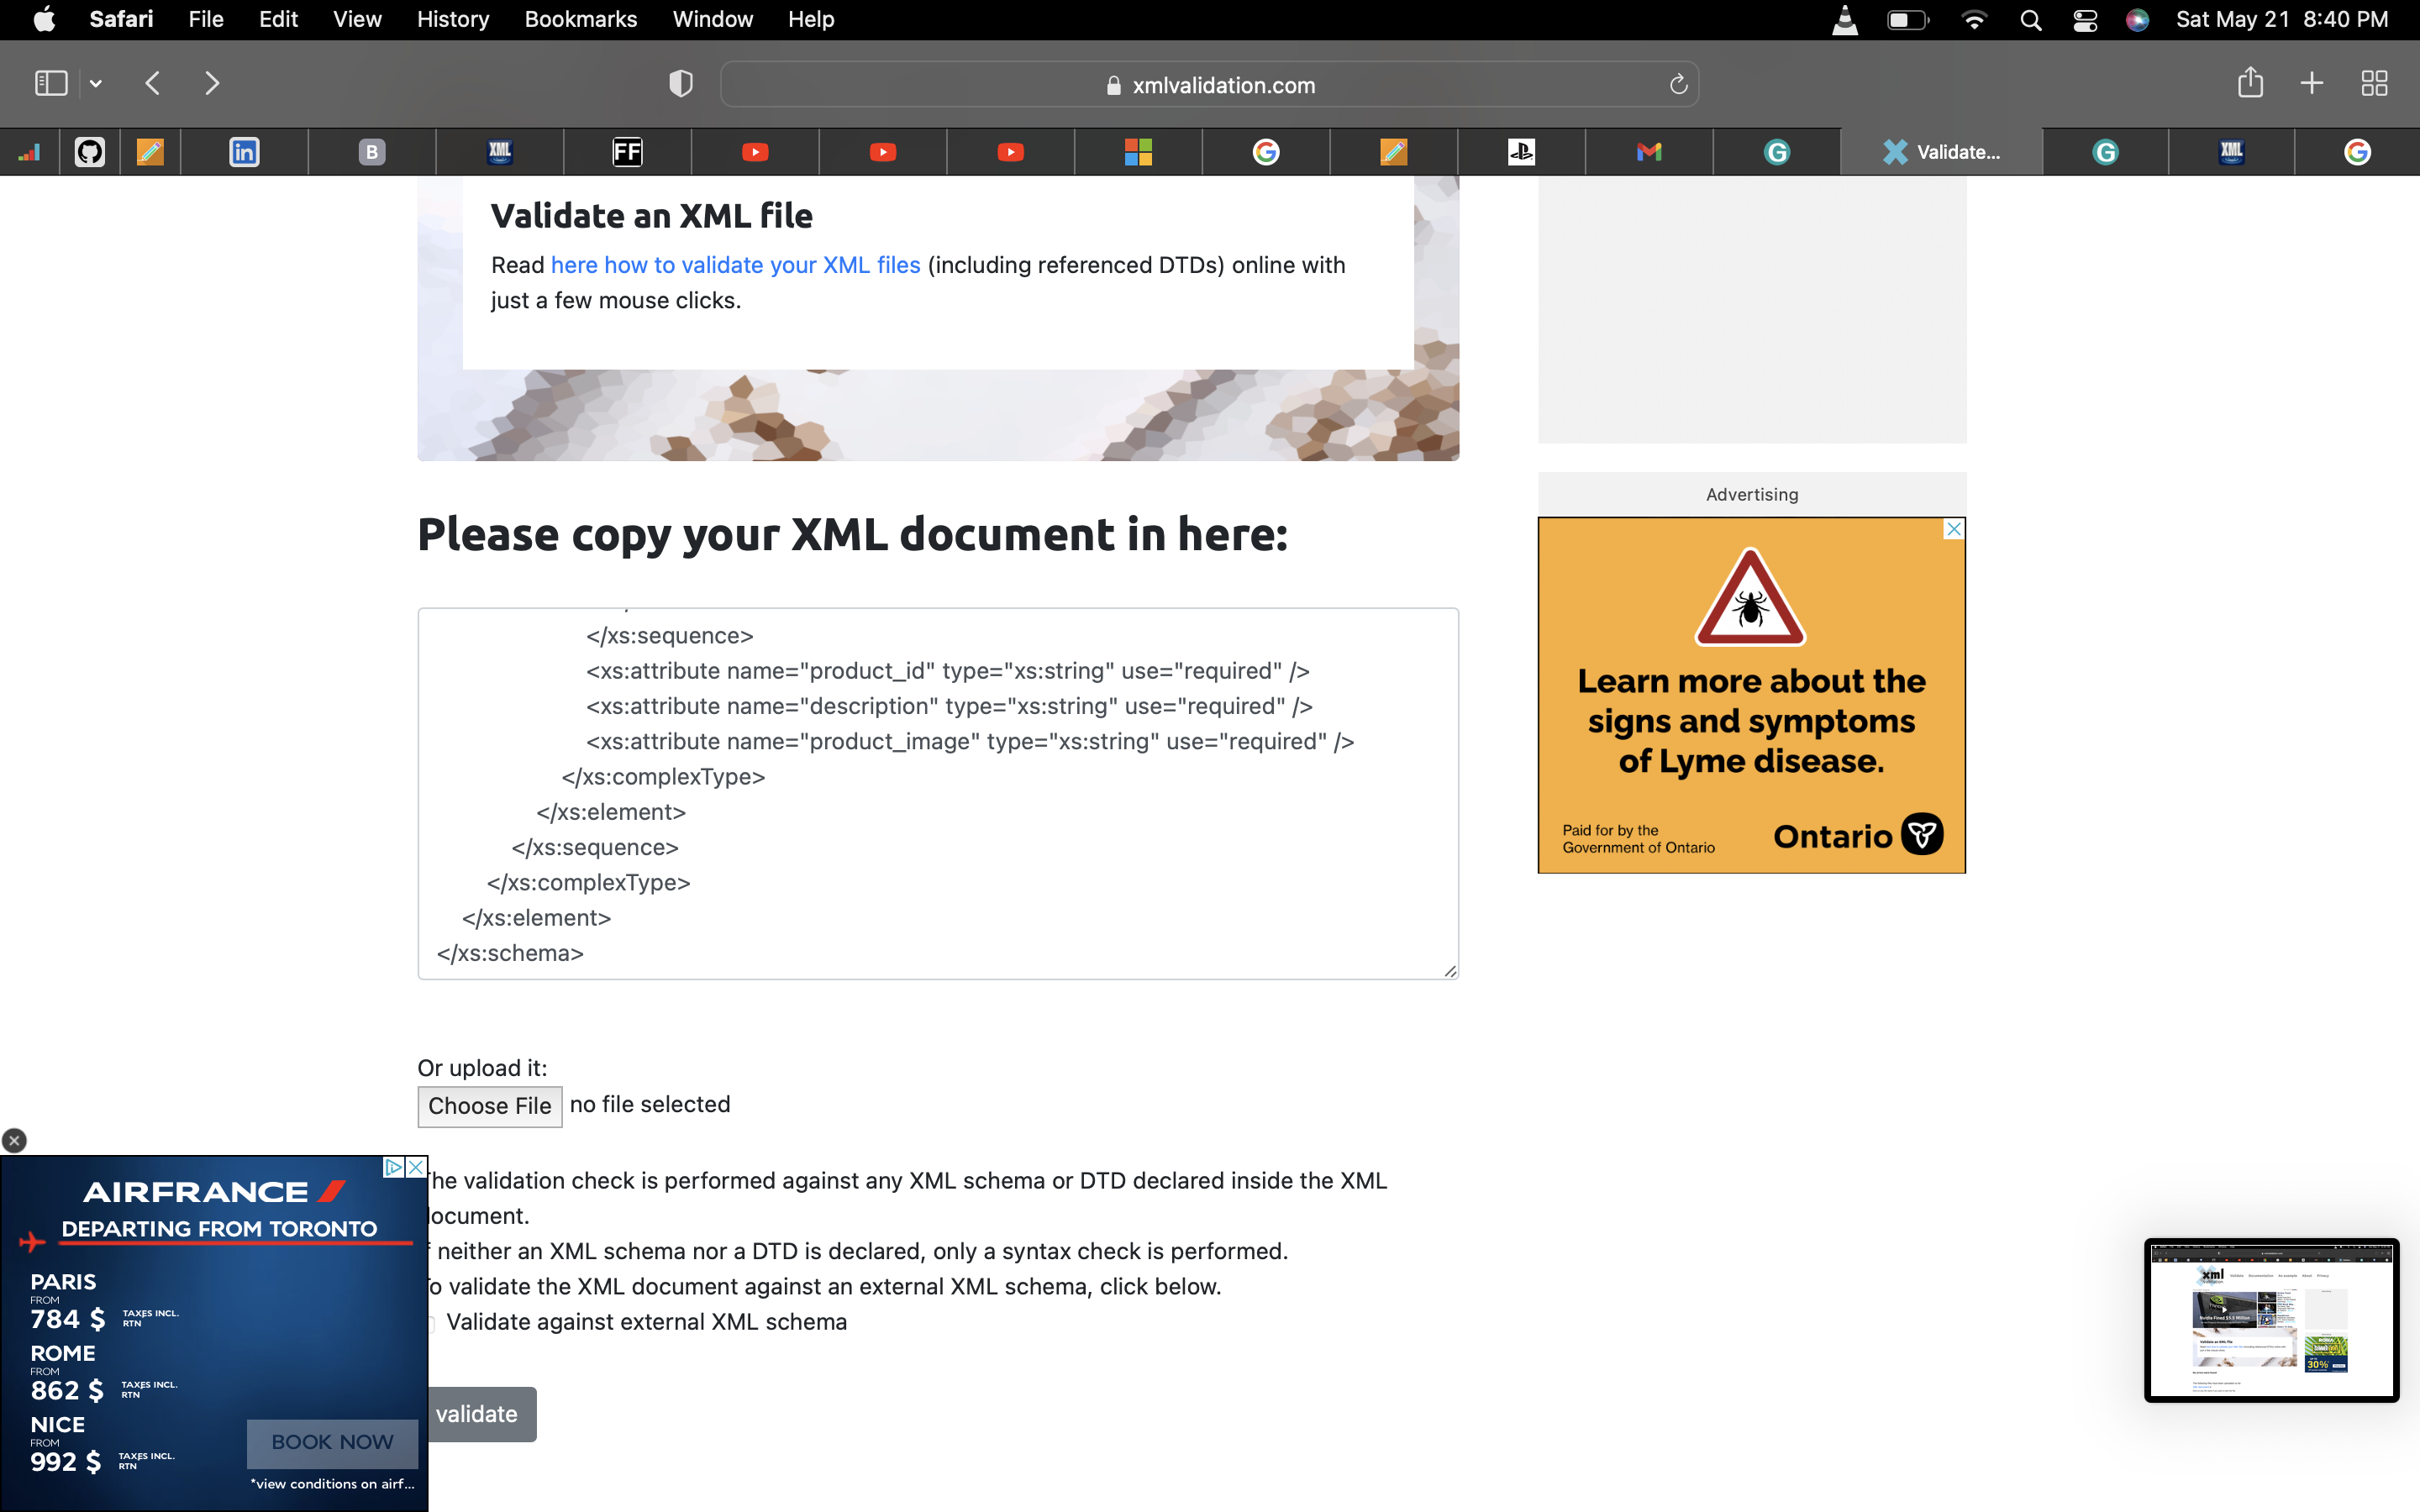 Safari File Edit View History Bookmarks Window Help
Sat May 21 8:40 PM
xmlvalidation.com
in
B
XML
FF
G
G
Validate...
G
XML
G
Validate an XML file
Read here how to validate your XML files (including referenced DTDs) online with
just a few mouse clicks.
Please copy your XML document in here:
</xs:sequence>
<xs:attribute name="product_id" type="xs:string" use="required" />
<xs:attribute name="description" type="xs:string" use="required" />
<xs:attribute name="product_image" type="xs:string" use="required" />
</xs:complexType>
</xs:element>
</xs:sequence>
</xs:complexType>
</xs:element>
</xs:schema>
Or upload it:
Choose File no file selected
he validation check is performed against any XML schema or DTD declared inside the XML
ocument.
neither an XML schema nor a DTD is declared, only a syntax check is performed.
o validate the XML document against an external XML schema, click below.
Validate against external XML schema
validate
Advertising
Learn more about the
signs and symptoms
of Lyme disease.
Paid for by the
Government of Ontario
Ontario
AIRFRANCE
DEPARTING FROM TORONTO
PARIS
FROM
784 $ TAXES INCL.
RTN
ROME
FROM
862 $ TAXES INCL.
RTN
NICE
FROM
992 $ TAXES INCL.
RTN
BOOK NOW
*view conditions on airf...
xml
30%